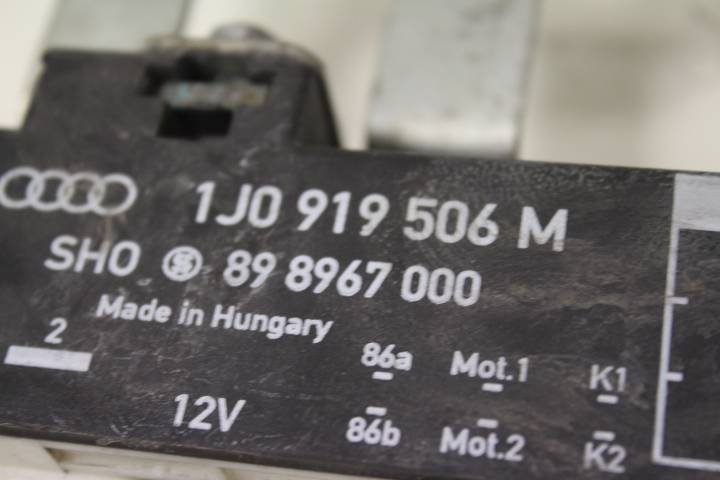 1J0 919 506 M
SHO 89 8967 000
Made in Hungary
2
86a Mot.1 K1
12V
86b Mot.2 K2